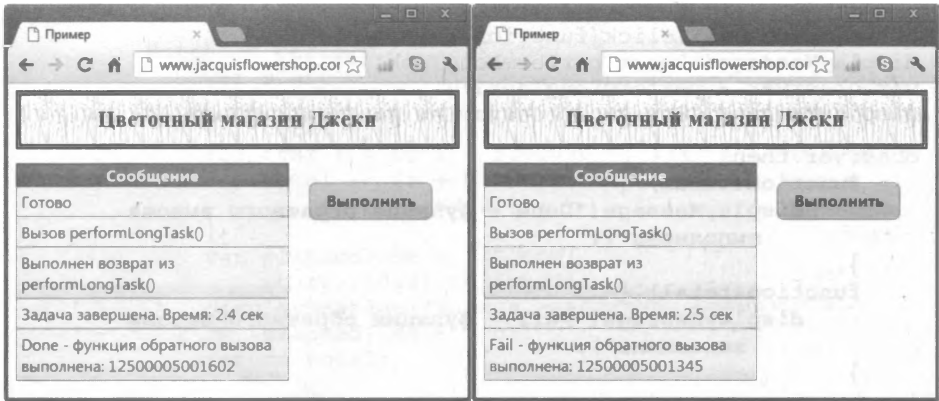 Пример
www.jacquisflowershop.cor
Цветочный магазин Джеки
Сообщение
Готово
Вызов performLongTask()
Выполнен возврат из
performLongTask()
Задача завершена. Время: 2.4 сек
Done - функция обратного вызова
выполнена: 12500005001602
Выполнить
Пример
www.jacquisflowershop.cor
Цветочный магазин Джеки
Сообщение
Готово
Вызов performLongTask()
Выполнен возврат из
performLongTask()
Задача завершена. Время: 2.5 сек
Fail - функция обратного вызова
выполнена: 12500005001345
Выполнить